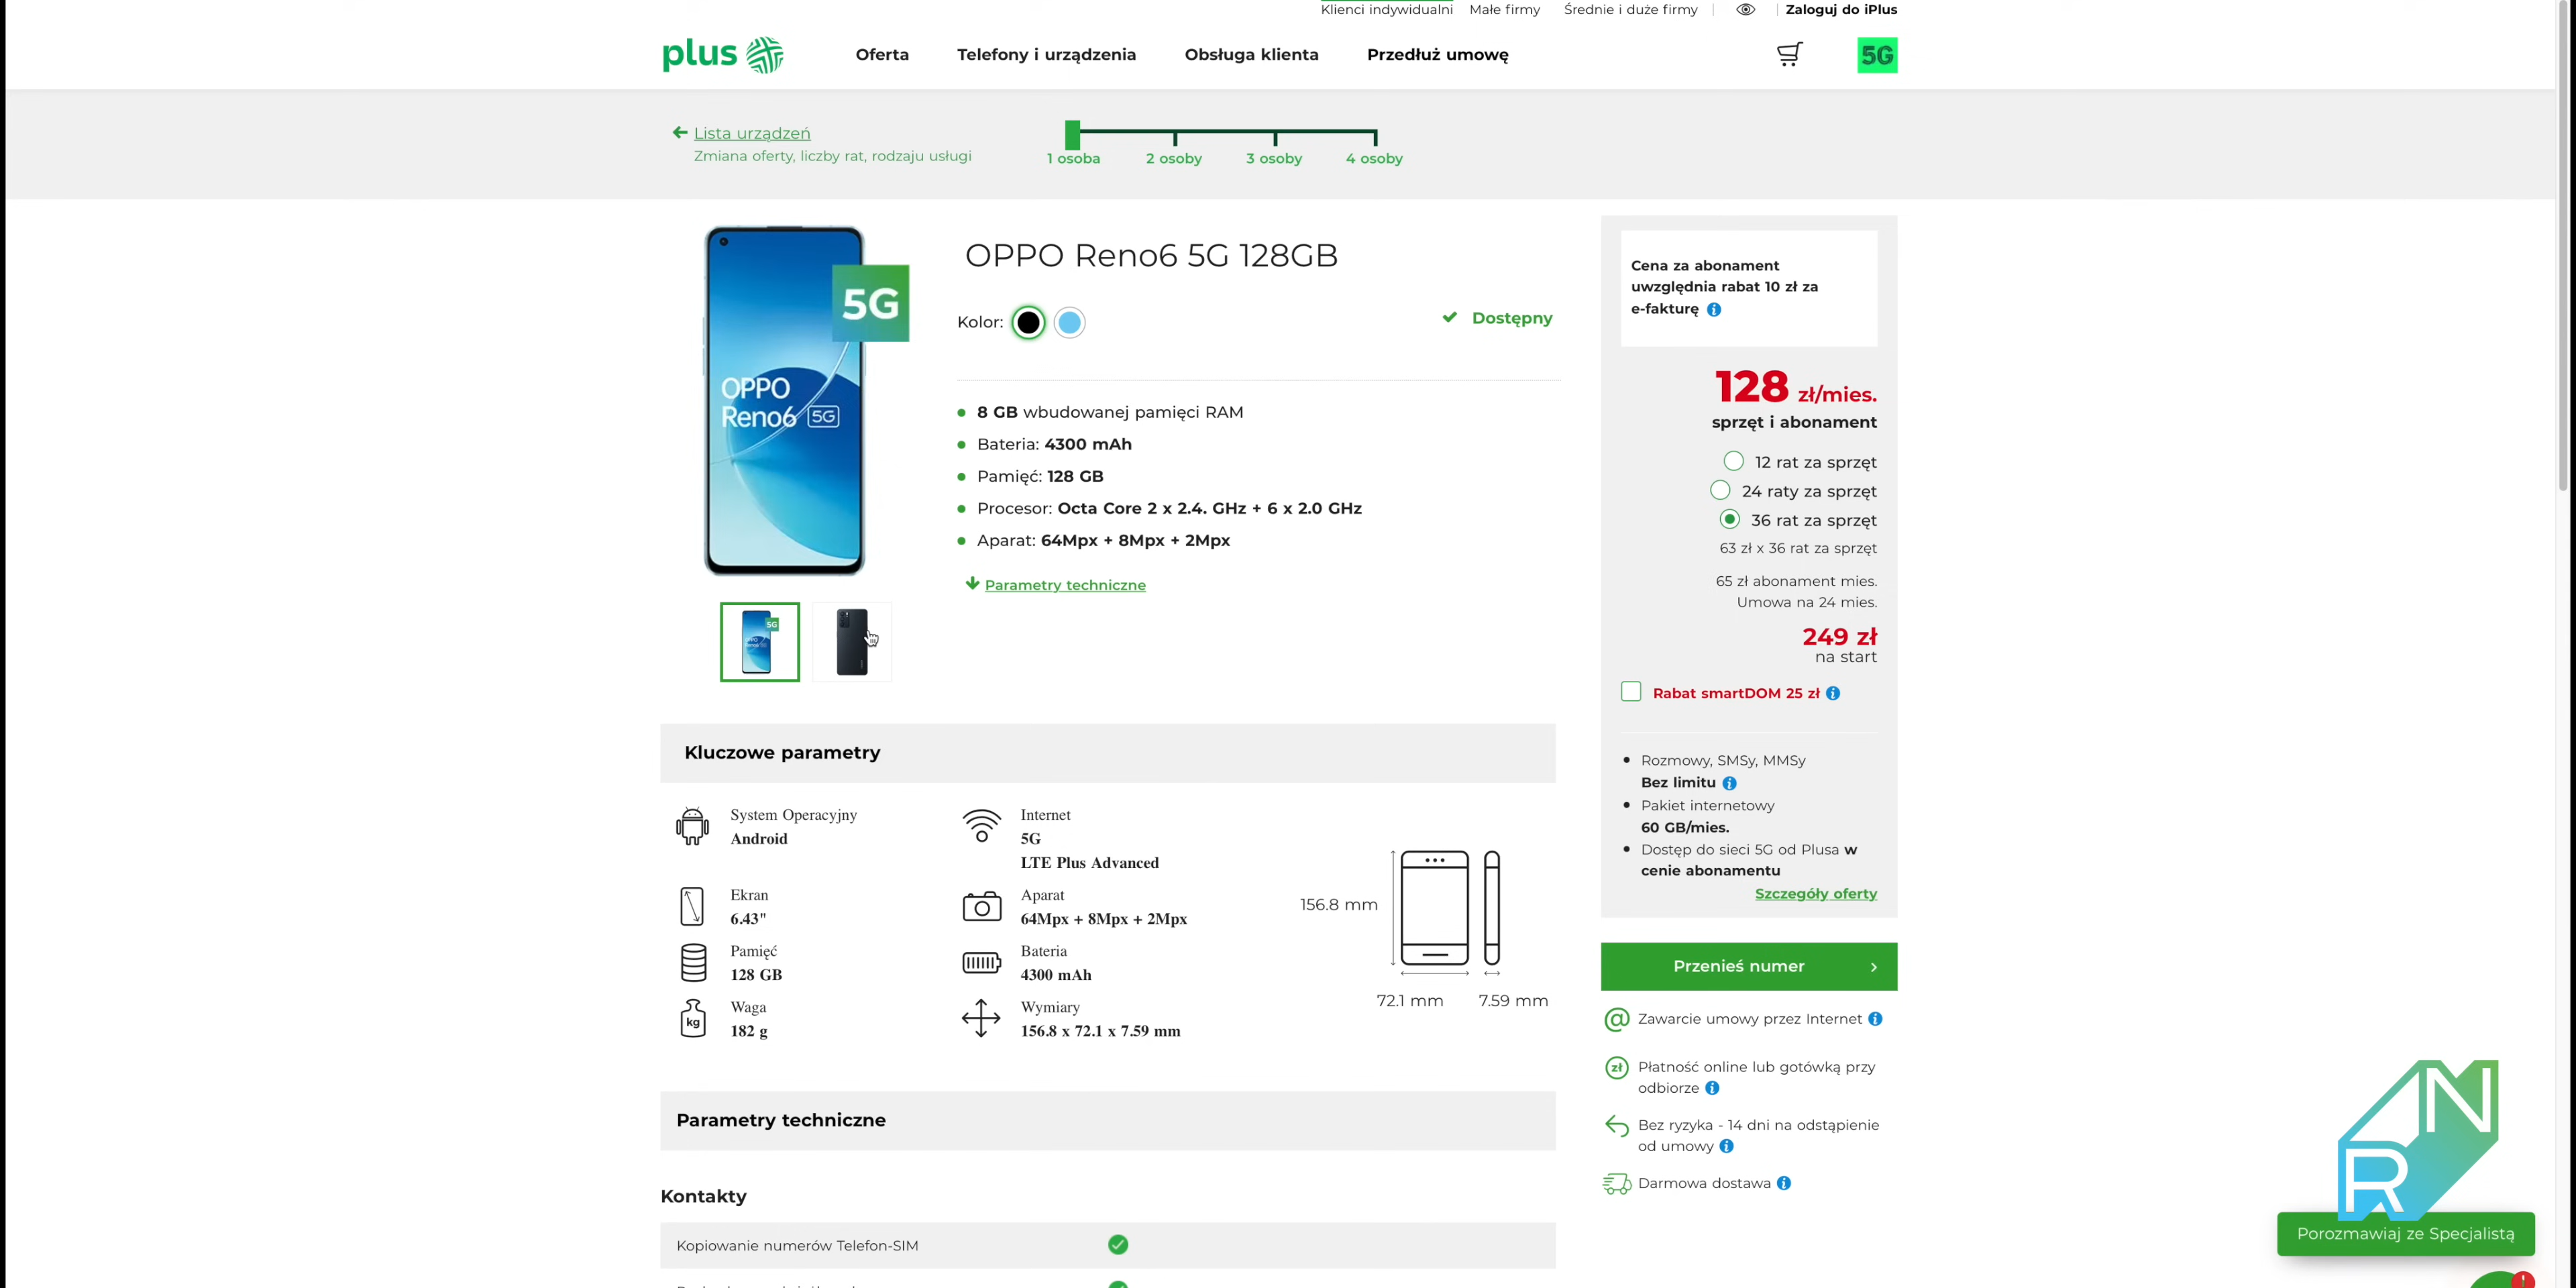 Klienci indywidualni Małe firmy Średnie i duże firmy Zaloguj do iPlus
plus Oferta Telefony i urządzenia Obsługa klienta Przedłuż umowę 5G
Lista urządzeń
Zmiana oferty, liczby rat, rodzaju usługi
1 osoba 2 osoby 3 osoby 4 osoby
5G
OPPO
Reno6 5G
5G
OPPO Reno6 5G 128GB
Kolor:
Dostępny
8 GB wbudowanej pamięci RAM
Bateria: 4300 mAh
Pamięć: 128 GB
Procesor: Octa Core 2 x 2.4. GHz + 6 x 2.0 GHz
Aparat: 64Mpx + 8Mpx + 2Mpx
Parametry techniczne
Cena za abonament
uwzględnia rabat 10 zł za
e-fakturę
128 zł/mies.
sprzęt i abonament
12 rat za sprzęt
24 raty za sprzęt
36 rat za sprzęt
63 zł x 36 rat za sprzęt
65 zł abonament mies.
Umowa na 24 mies.
249 zł
na start
Rabat smartDOM 25 zł
Rozmowy, SMSy, MMSy
Bez limitu
Pakiet internetowy
60 GB/mies.
Dostęp do sieci 5G od Plusa w
cenie abonamentu
Szczegóły oferty
Przenieś numer
Zawarcie umowy przez Internet
zł
Płatność online lub gotówką przy
odbiorze
Bez ryzyka - 14 dni na odstąpienie
od umowy
Darmowa dostawa
Kluczowe parametry
System Operacyjny
Android
Internet
5G
LTE Plus Advanced
Ekran
6.43"
Aparat
64Mpx + 8Mpx + 2Mpx
Pamięć
128 GB
Bateria
4300 mAh
kg
Waga
182 g
Wymiary
156.8 x 72.1 x 7.59 mm
156.8 mm
72.1 mm 7.59 mm
Parametry techniczne
Kontakty
Kopiowanie numerów Telefon-SIM
N
R
Porozmawiaj ze Specjalistą